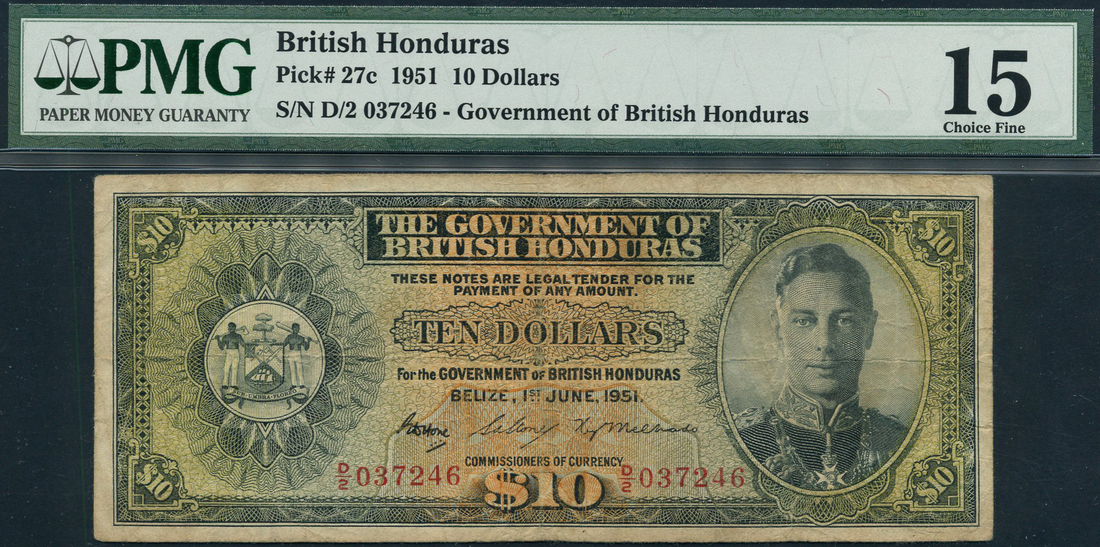 PMG
PAPER MONEY GUARANTY
British Honduras
Pick# 27c 1951 10 Dollars
S/N D/2 037246 - Government of British Honduras
15
Choice Fine
$10
$10
THE GOVERNMENT OF
BRITISH HONDURAS
THESE NOTES ARE LEGAL TENDER FOR THE
PAYMENT OF ANY AMOUNT.
TEN DOLLARS
For the GOVERNMENT OF BRITISH HONDURAS
BELIZE, 1ST JUNE, 1951.
COMMISSIONERS OF CURRENCY
D/2 037246
D/2 037246
$10
$10
$10